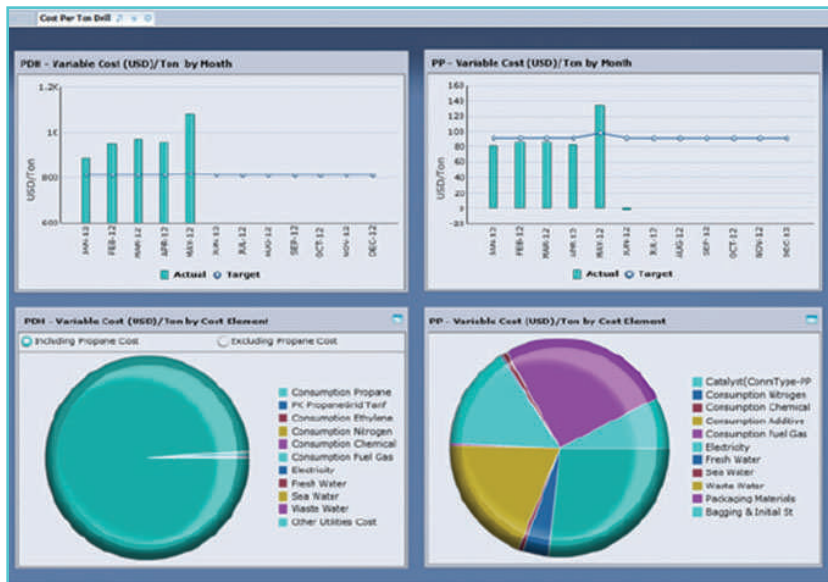 Cost Per Ton Drill
PDH - Variable Cost (USD)/Ton by Month
1.2K
1K
800
600
USD/Ton
JAN-12
FEB-12
MAR-12
APR-12
MAY-12
JUN-12
JUL-12
AUG-12
SEP-12
OCT-12
NOV-12
DEC-12
Actual
Target
PP - Variable Cost (USD)/Ton by Month
160
140
120
100
80
60
40
20
0
-20
USD/Ton
JAN-12
FEB-12
MAR-12
APR-12
MAY-12
JUN-12
JUL-12
AUG-12
SEP-12
OCT-12
NOV-12
DEC-12
Actual
Target
PDH - Variable Cost (USD)/Ton by Cost Element
Including Propane Cost
Excluding Propane Cost
Consumption Propane
PK PropaneGrid Tarif
Consumption Ethylene
Consumption Nitrogen
Consumption Chemical
Consumption Fuel Gas
Electricity
Fresh Water
Sea Water
Waste Water
Other Utilities Cost
PP - Variable Cost (USD)/Ton by Cost Element
Catalyst(ConmType-PP
Consumption Nitrogen
Consumption Chemical
Consumption Additive
Consumption Fuel Gas
Electricity
Fresh Water
Sea Water
Waste Water
Packaging Materials
Bagging & Initial St